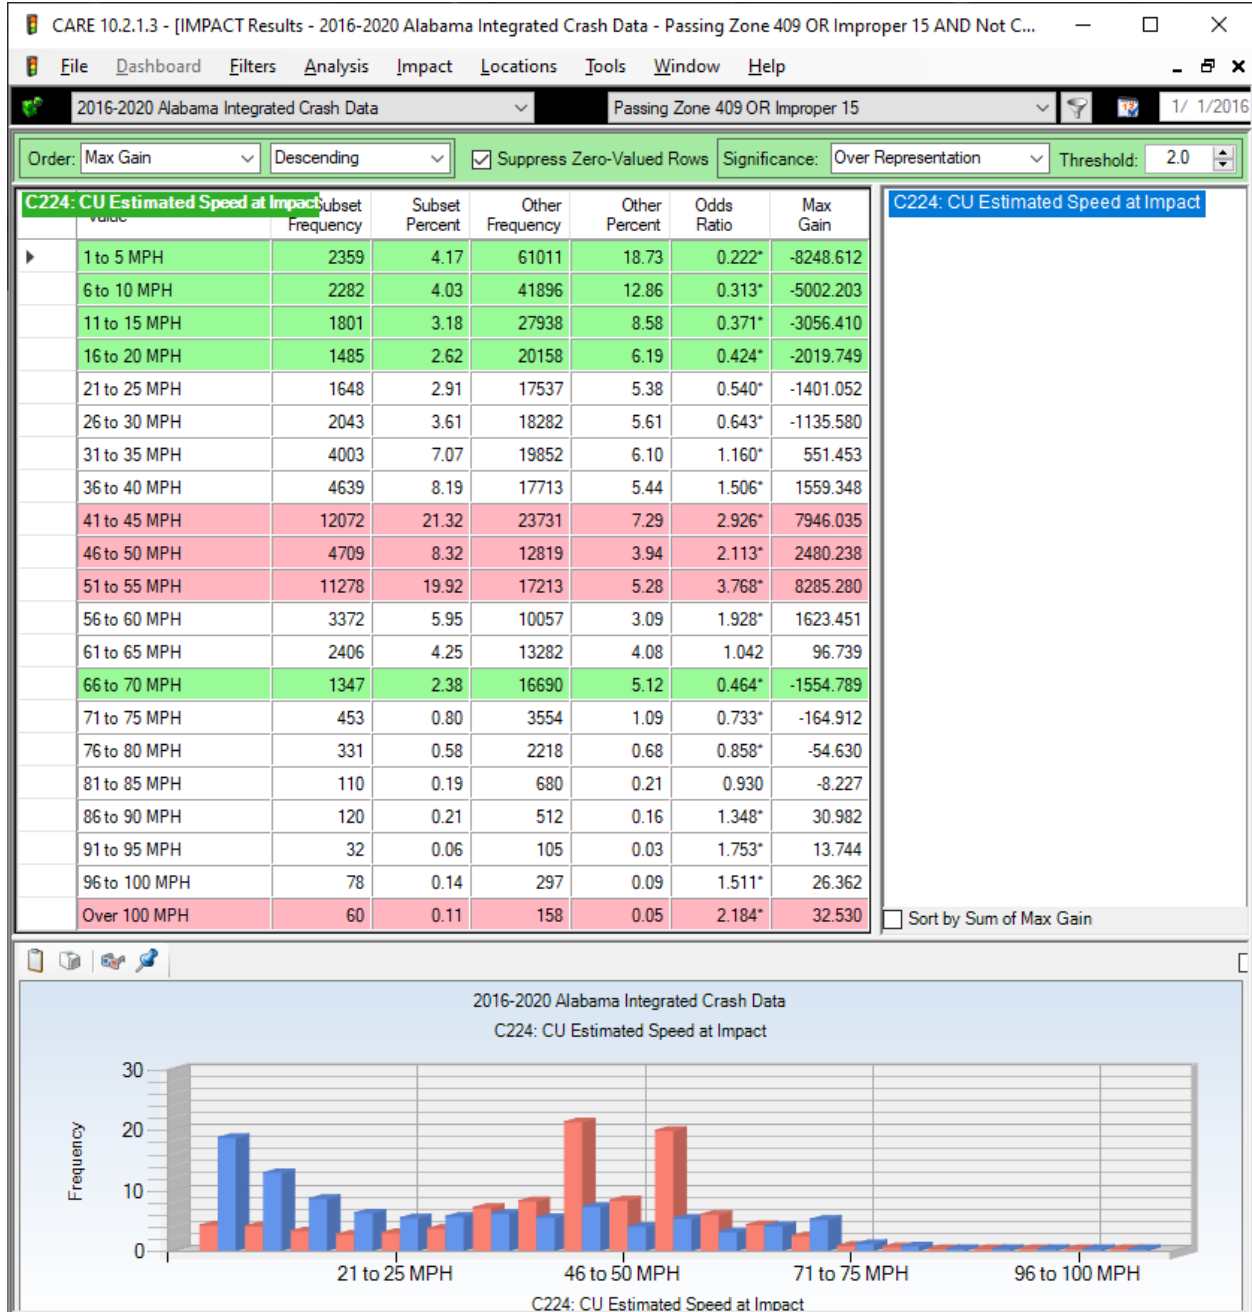 CARE 10.2.1.3 - [IMPACT Results - 2016-2020 Alabama Integrated Crash Data - Passing Zone 409 OR Improper 15 AND Not C...
File Dashboard Filters Analysis Impact Locations Tools Window Help
2016-2020 Alabama Integrated Crash Data Passing Zone 409 OR Improper 15 1/ 1/2016
Order: Max Gain Descending Suppress Zero-Valued Rows Significance: Over Representation Threshold: 2.0
C224: CU Estimated Speed at Impact Subset Frequency Subset Percent Other Frequency Other Percent Odds Ratio Max Gain
1 to 5 MPH 2359 4.17 61011 18.73 0.222* -8248.612
6 to 10 MPH 2282 4.03 41896 12.86 0.313* -5002.203
11 to 15 MPH 1801 3.18 27938 8.58 0.371* -3056.410
16 to 20 MPH 1485 2.62 20158 6.19 0.424* -2019.749
21 to 25 MPH 1648 2.91 17537 5.38 0.540* -1401.052
26 to 30 MPH 2043 3.61 18282 5.61 0.643* -1135.580
31 to 35 MPH 4003 7.07 19852 6.10 1.160* 551.453
36 to 40 MPH 4639 8.19 17713 5.44 1.506* 1559.348
41 to 45 MPH 12072 21.32 23731 7.29 2.926* 7946.035
46 to 50 MPH 4709 8.32 12819 3.94 2.113* 2480.238
51 to 55 MPH 11278 19.92 17213 5.28 3.768* 8285.280
56 to 60 MPH 3372 5.95 10057 3.09 1.928* 1623.451
61 to 65 MPH 2406 4.25 13282 4.08 1.042 96.739
66 to 70 MPH 1347 2.38 16690 5.12 0.464* -1554.789
71 to 75 MPH 453 0.80 3554 1.09 0.733* -164.912
76 to 80 MPH 331 0.58 2218 0.68 0.858* -54.630
81 to 85 MPH 110 0.19 680 0.21 0.930 -8.227
86 to 90 MPH 120 0.21 512 0.16 1.348* 30.982
91 to 95 MPH 32 0.06 105 0.03 1.753* 13.744
96 to 100 MPH 78 0.14 297 0.09 1.511* 26.362
Over 100 MPH 60 0.11 158 0.05 2.184* 32.530
C224: CU Estimated Speed at Impact
Sort by Sum of Max Gain
2016-2020 Alabama Integrated Crash Data
C224: CU Estimated Speed at Impact
Frequency
30
20
10
0
21 to 25 MPH 46 to 50 MPH 71 to 75 MPH 96 to 100 MPH
C224: CU Estimated Speed at Impact